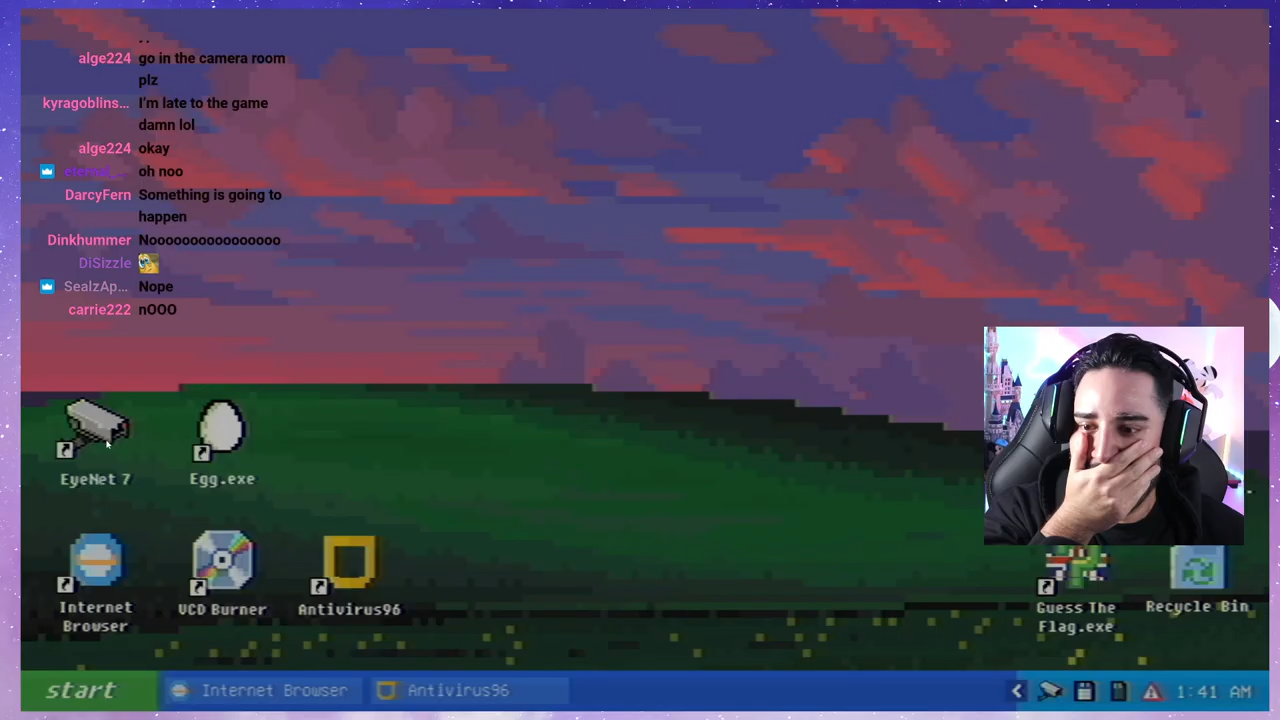 alge224 go in the camera room
plz
kyragoblins... I'm late to the game
damn lol
alge224 okay
eternal_... oh noo
DarcyFern Something is going to
happen
Dinkhummer Noooooooooooooooo
DiSizzle
SealzAp... Nope
carrie222 nOOO
EyeNet 7
Egg.exe
Internet
Browser
VCD Burner
Antivirus96
Guess The
Flag.exe
Recycle Bin
start
Internet Browser
Antivirus96
1:41 AM